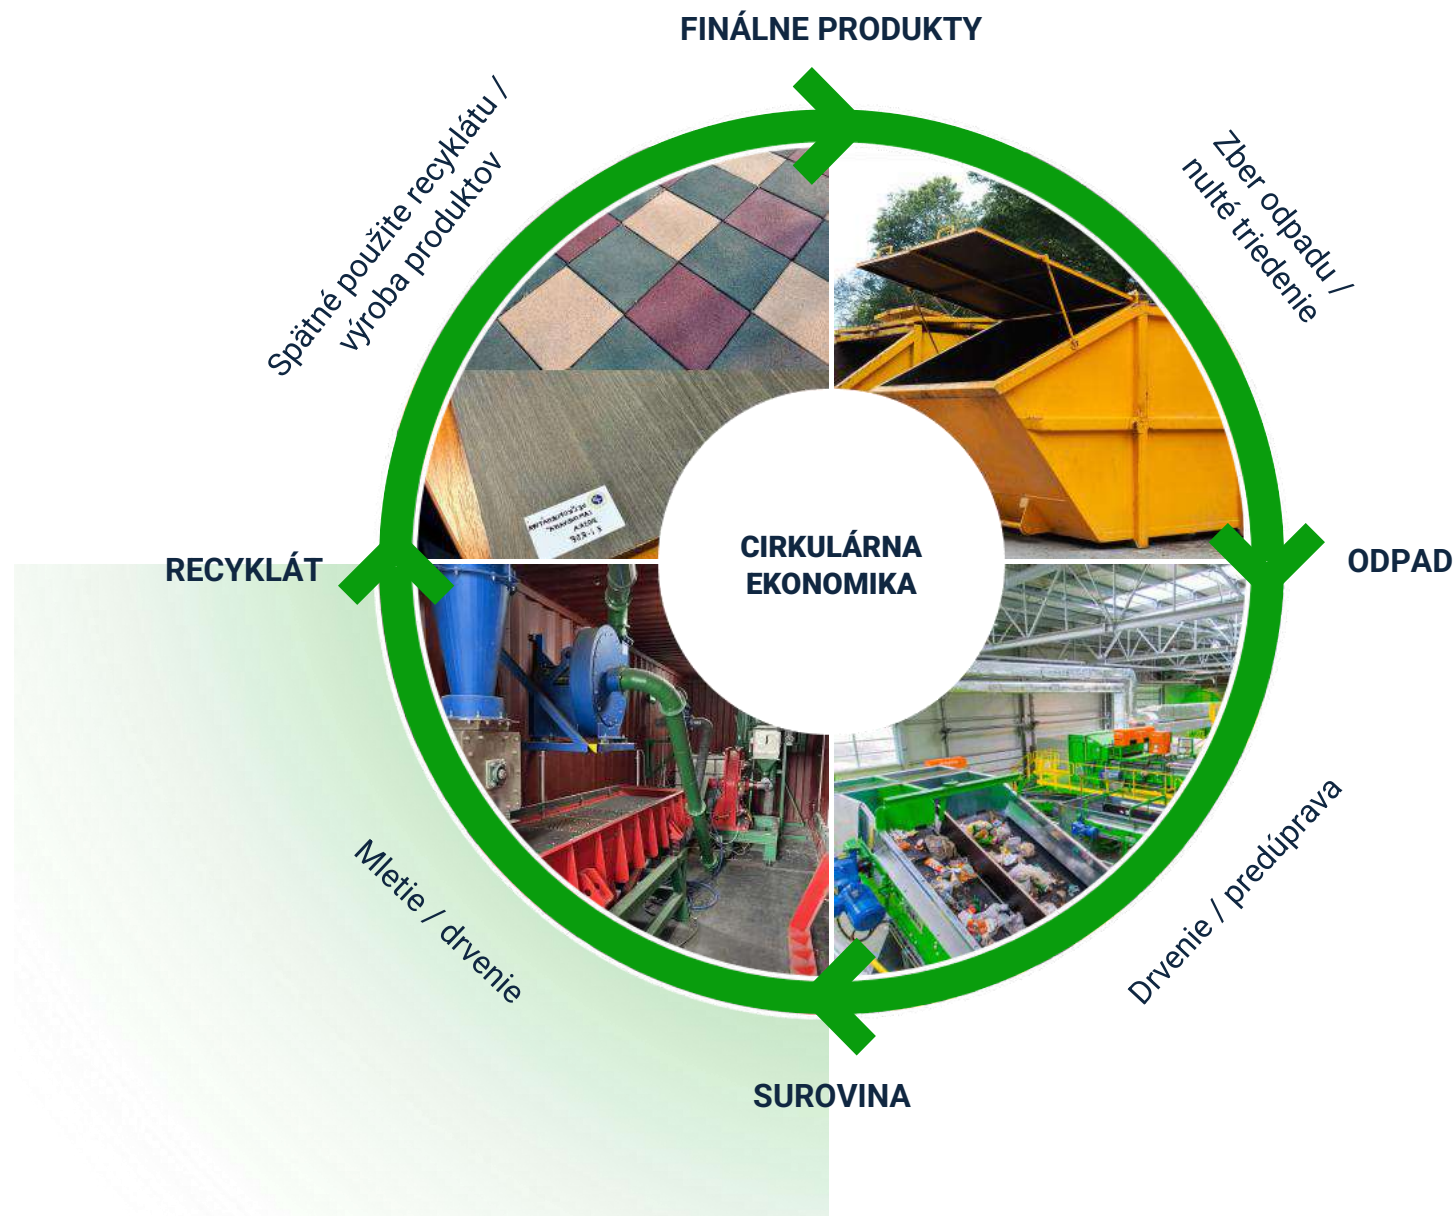 FINÁLNE PRODUKTY
Spätné použite recyklátu /
výroba produktov
Zber odpadu /
nulté triedenie
CIRKULÁRNA
EKONOMIKA
RECYKLÁT
ODPAD
Mletie / drvenie
Drvenie / predúprava
SUROVINA